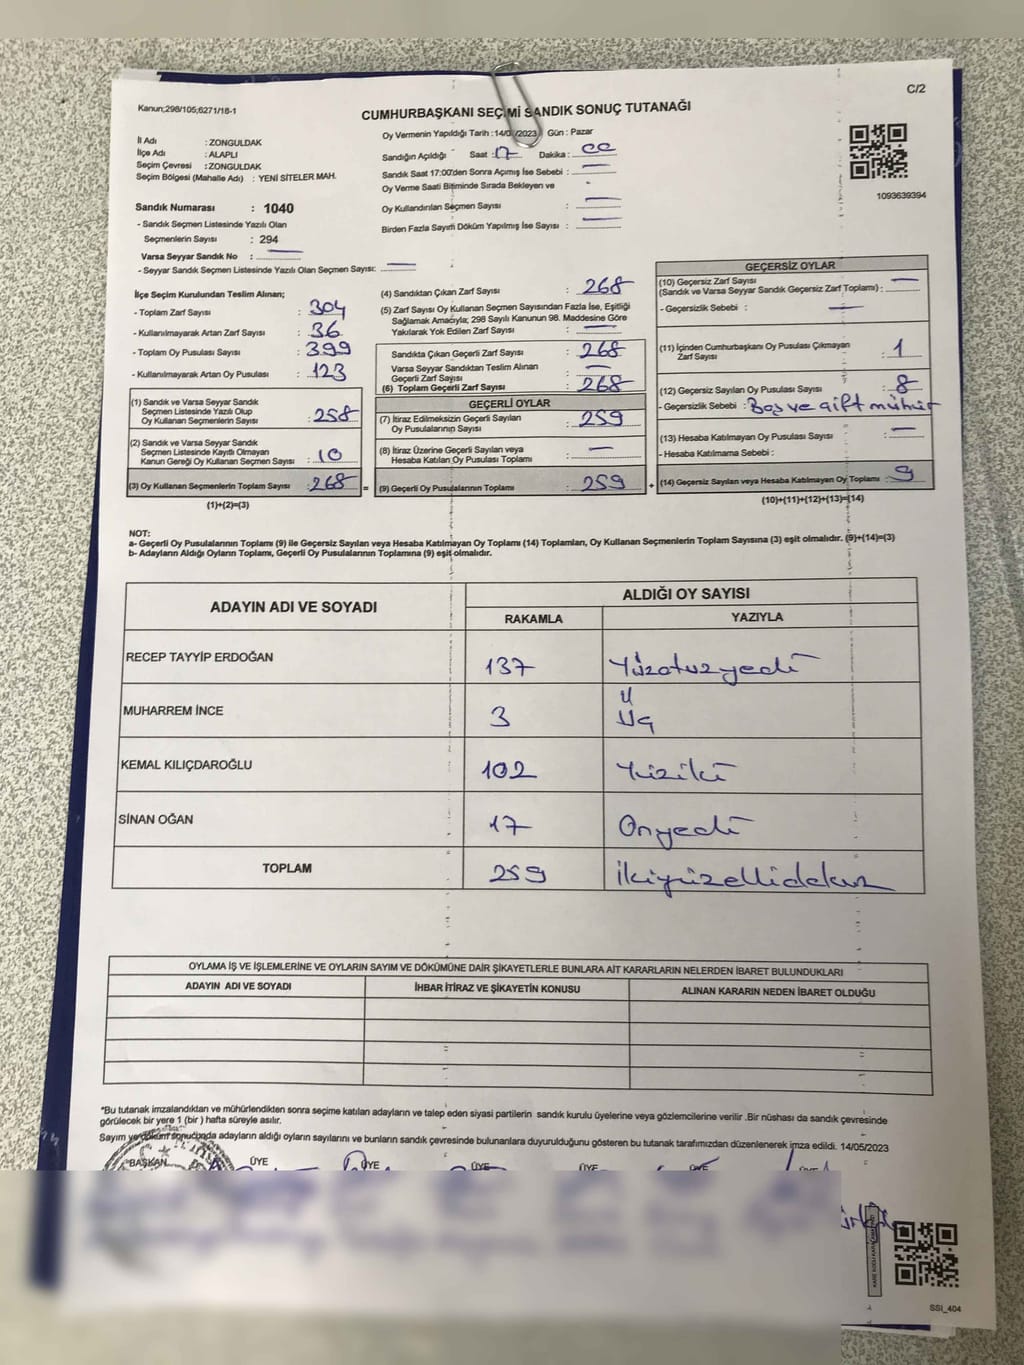 Kanun;298/105;6271/18-1
C/2
CUMHURBAŞKANI SEÇİMİ SANDIK SONUÇ TUTANAĞI
İl Adı : ZONGULDAK
İlçe Adı : ALAPLI
Seçim Çevresi : ZONGULDAK
Seçim Bölgesi (Mahalle Adı) : YENİ SİTELER MAH.
Sandık Numarası : 1040
- Sandık Seçmen Listesinde Yazılı Olan
Seçmenlerin Sayısı : 294
Varsa Seyyar Sandık No :
- Seyyar Sandık Seçmen Listesinde Yazılı Olan Seçmen Sayısı:
Oy Vermenin Yapıldığı Tarih :14/0 /2023 Gün : Pazar
Sandığın Açıldığı Saat : 17 Dakika :
Sandık Saat 17:00'den Sonra Açımış İse Sebebi :
Oy Verme Saati Bitiminde Sırada Bekleyen ve
Oy Kullandırılan Seçmen Sayısı :
Birden Fazla Sayım Döküm Yapılmış İse Sayısı :
1093639394
İlçe Seçim Kurulundan Teslim Alınan;
- Toplam Zarf Sayısı : 304
- Kullanılmayarak Artan Zarf Sayısı : 36
- Toplam Oy Pusulası Sayısı : 399
- Kullanılmayarak Artan Oy Pusulası : 123
(1) Sandık ve Varsa Seyyar Sandık
Seçmen Listesinde Yazılı Olup
Oy Kullanan Seçmenlerin Sayısı : 258
(2) Sandık ve Varsa Seyyar Sandık
Seçmen Listesinde Kayıtlı Olmayan
Kanun Gereği Oy Kullanan Seçmen Sayısı : 10
(3) Oy Kullanan Seçmenlerin Toplam Sayısı : 268 =
(1)+(2)=(3)
(4) Sandıktan Çıkan Zarf Sayısı : 268
(5) Zarf Sayısı Oy Kullanan Seçmen Sayısından Fazla İse, Eşitliği
Sağlamak Amacıyla; 298 Sayılı Kanunun 98. Maddesine Göre
Yakılarak Yok Edilen Zarf Sayısı :
Sandıkta Çıkan Geçerli Zarf Sayısı : 268
Varsa Seyyar Sandıktan Teslim Alınan
Geçerli Zarf Sayısı :
(6) Toplam Geçerli Zarf Sayısı : 268
GEÇERLİ OYLAR
(7) İtiraz Edilmeksizin Geçerli Sayılan
Oy Pusulalarının Sayısı : 259
(8) İtiraz Üzerine Geçerli Sayılan veya
Hesaba Katılan Oy Pusulası Toplamı :
(9) Geçerli Oy Pusulalarının Toplamı : 259 +
GEÇERSİZ OYLAR
(10) Geçersiz Zarf Sayısı
(Sandık ve Varsa Seyyar Sandık Geçersiz Zarf Toplamı) :
- Geçersizlik Sebebi :
(11) İçinden Cumhurbaşkanı Oy Pusulası Çıkmayan
Zarf Sayısı : 1
(12) Geçersiz Sayılan Oy Pusulası Sayısı : 8
- Geçersizlik Sebebi : Boş ve çift mühür
(13) Hesaba Katılmayan Oy Pusulası Sayısı :
- Hesaba Katılmama Sebebi :
(14) Geçersiz Sayılan veya Hesaba Katılmayan Oy Toplamı : 9
(10)+(11)+(12)+(13)=(14)
NOT:
a- Geçerli Oy Pusulalarının Toplamı (9) ile Geçersiz Sayılan veya Hesaba Katılmayan Oy Toplamı (14) Toplamları, Oy Kullanan Seçmenlerin Toplam Sayısına (3) eşit olmalıdır. (9)+(14)=(3)
b- Adayların Aldığı Oyların Toplamı, Geçerli Oy Pusulalarının Toplamına (9) eşit olmalıdır.
ADAYIN ADI VE SOYADI
ALDIĞI OY SAYISI
RAKAMLA YAZIYLA
RECEP TAYYİP ERDOĞAN 137 Yüzotuzyedi
MUHARREM İNCE 3 Üç
KEMAL KILIÇDAROĞLU 102 Yüziki
SİNAN OĞAN 17 Onyedi
TOPLAM 259 İkiyüzellidokuz
OYLAMA İŞ VE İŞLEMLERİNE VE OYLARIN SAYIM VE DÖKÜMÜNE DAİR ŞİKAYETLERLE BUNLARA AİT KARARLARIN NELERDEN İBARET BULUNDUKLARI
ADAYIN ADI VE SOYADI İHBAR İTİRAZ VE ŞİKAYETİN KONUSU ALINAN KARARIN NEDEN İBARET OLDUĞU
*Bu tutanak imzalandıktan ve mühürlendikten sonra seçime katılan adayların ve talep eden siyasi partilerin sandık kurulu üyelerine veya gözlemcilerine verilir .Bir nüshası da sandık çevresinde
görülecek bir yere 1 (bir ) hafta süreyle asılır.
Sayım ve döküm sonucunda adayların aldığı oyların sayılarını ve bunların sandık çevresinde bulunanlara duyurulduğunu gösteren bu tutanak tarafımızdan düzenlenerek imza edildi. 14/05/2023
BAŞKAN ÜYE ÜYE ÜYE ÜYE ÜYE
SSI_404